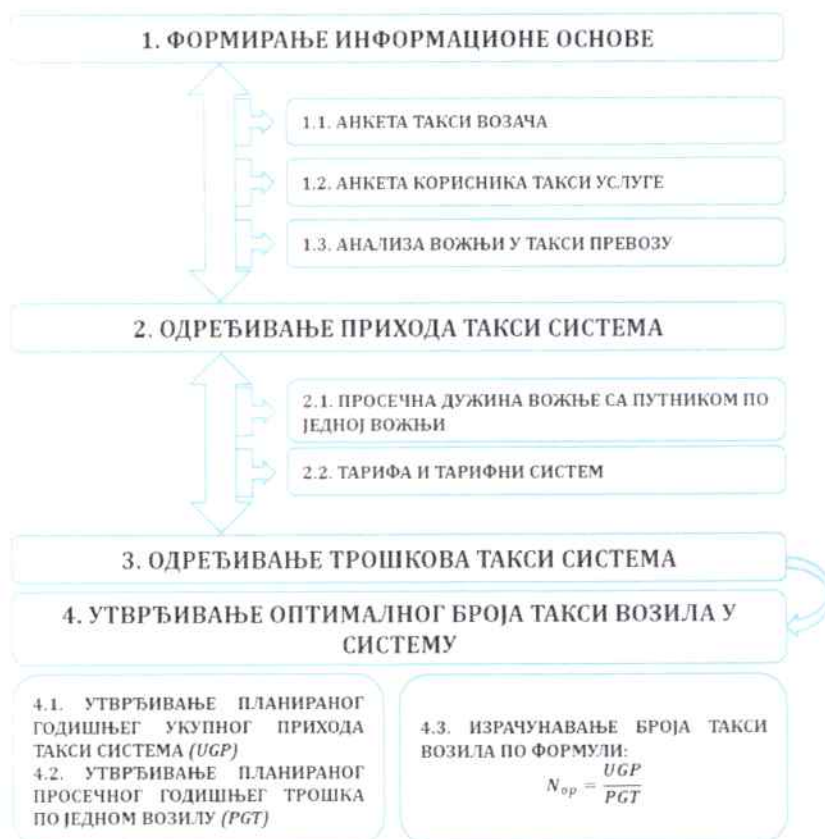 1. ФОРМИРАЊЕ ИНФОРМАЦИОНЕ ОСНОВЕ
1.1. АНКЕТА ТАКСИ ВОЗАЧА
1.2. АНКЕТА КОРИСНИКА ТАКСИ УСЛУГЕ
1.3. АНАЛИЗА ВОЖЊИ У ТАКСИ ПРЕВОЗУ
2. ОДРЕЂИВАЊЕ ПРИХОДА ТАКСИ СИСТЕМА
2.1. ПРОСЕЧНА ДУЖИНА ВОЖЊЕ СА ПУТНИКОМ ПО
ЈЕДНОЈ ВОЖЊИ
2.2. ТАРИФА И ТАРИФНИ СИСТЕМ
3. ОДРЕЂИВАЊЕ ТРОШКОВА ТАКСИ СИСТЕМА
4. УТВРЂИВАЊЕ ОПТИМАЛНОГ БРОЈА ТАКСИ ВОЗИЛА У
СИСТЕМУ
4.1. УТВРЂИВАЊЕ ПЛАНИРАНОГ
ГОДИШЊЕГ УКУПНОГ ПРИХОДА
ТАКСИ СИСТЕМА (UGP)
4.2. УТВРЂИВАЊЕ ПЛАНИРАНОГ
ПРОСЕЧНОГ ГОДИШЊЕГ ТРОШКА
ПО ЈЕДНОМ ВОЗИЛУ (PGT)
4.3. ИЗРАЧУНАВАЊЕ БРОЈА ТАКСИ
ВОЗИЛА ПО ФОРМУЛИ:
N_op = UGP / PGT